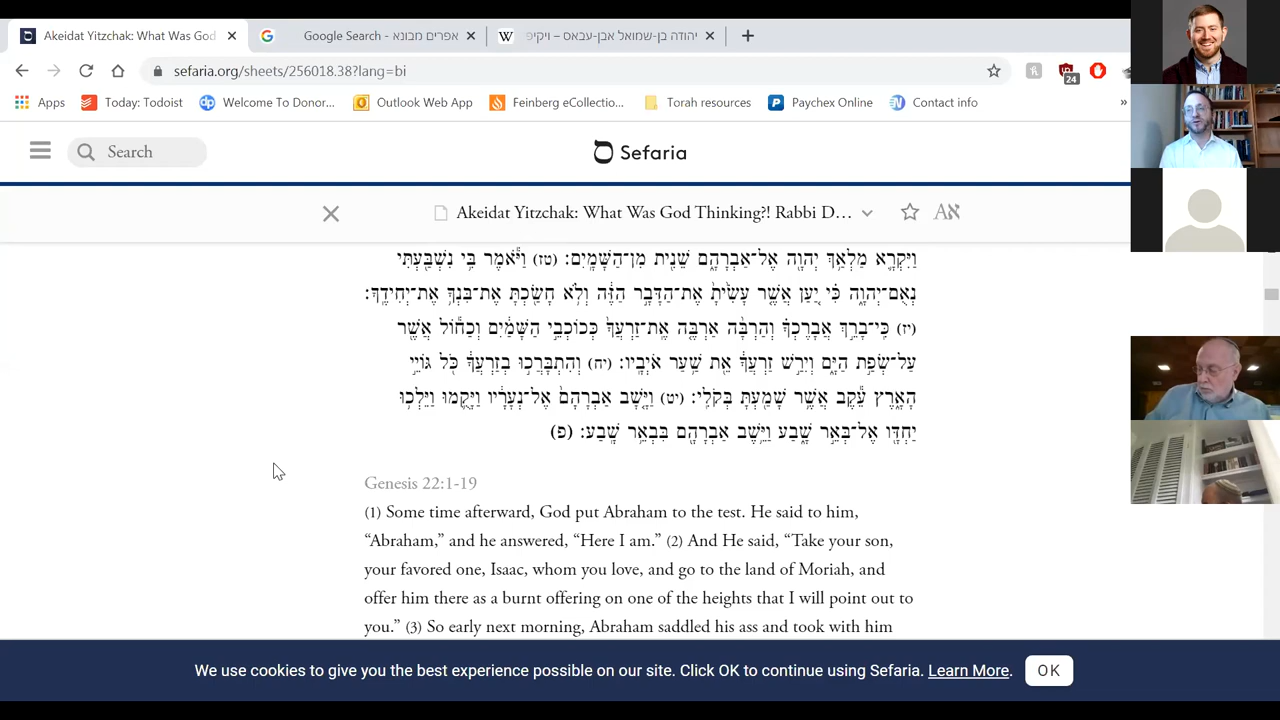 Akeidat Yitzchak: What Was God
Google Search - אפרים מבונא
יהודה בן-שמואל אבן-עבאס – ויקיפ
sefaria.org/sheets/256018.38?lang=bi
24
Apps
Today: Todoist
Welcome To Donor...
Outlook Web App
Feinberg eCollectio...
Torah resources
Paychex Online
Contact info
»
Search
Sefaria
Akeidat Yitzchak: What Was God Thinking?! Rabbi D...
וַיִּקְרָ֛א מַלְאַ֥ךְ יְהוָ֖ה אֶל־אַבְרָהָ֑ם שֵׁנִ֖ית מִן־הַשָּׁמָֽיִם׃ (טז) וַיֹּ֕אמֶר בִּ֥י נִשְׁבַּ֖עְתִּי
נְאֻם־יְהוָ֑ה כִּ֗י יַ֚עַן אֲשֶׁ֤ר עָשִׂ֙יתָ֙ אֶת־הַדָּבָ֣ר הַזֶּ֔ה וְלֹ֥א חָשַׂ֖כְתָּ אֶת־בִּנְךָ֥ אֶת־יְחִידֶֽךָ׃
(יז) כִּֽי־בָרֵ֣ךְ אֲבָרֶכְךָ֗ וְהַרְבָּ֨ה אַרְבֶּ֤ה אֶֽת־זַרְעֲךָ֙ כְּכוֹכְבֵ֣י הַשָּׁמַ֔יִם וְכַח֕וֹל אֲשֶׁ֖ר
עַל־שְׂפַ֣ת הַיָּ֑ם וְיִרַ֣שׁ זַרְעֲךָ֔ אֵ֖ת שַׁ֥עַר אֹיְבָֽיו׃ (יח) וְהִתְבָּרֲכ֣וּ בְזַרְעֲךָ֔ כֹּ֖ל גּוֹיֵ֣י
הָאָ֑רֶץ עֵ֕קֶב אֲשֶׁ֥ר שָׁמַ֖עְתָּ בְּקֹלִֽי׃ (יט) וַיָּ֤שָׁב אַבְרָהָם֙ אֶל־נְעָרָ֔יו וַיָּקֻ֛מוּ וַיֵּלְכ֥וּ
יַחְדָּ֖ו אֶל־בְּאֵ֣ר שָׁ֑בַע וַיֵּ֥שֶׁב אַבְרָהָ֖ם בִּבְאֵ֥ר שָֽׁבַע׃ (פ)
Genesis 22:1-19
(1) Some time afterward, God put Abraham to the test. He said to him,
“Abraham,” and he answered, “Here I am.” (2) And He said, “Take your son,
your favored one, Isaac, whom you love, and go to the land of Moriah, and
offer him there as a burnt offering on one of the heights that I will point out to
you.” (3) So early next morning, Abraham saddled his ass and took with him
We use cookies to give you the best experience possible on our site. Click OK to continue using Sefaria. Learn More.
OK